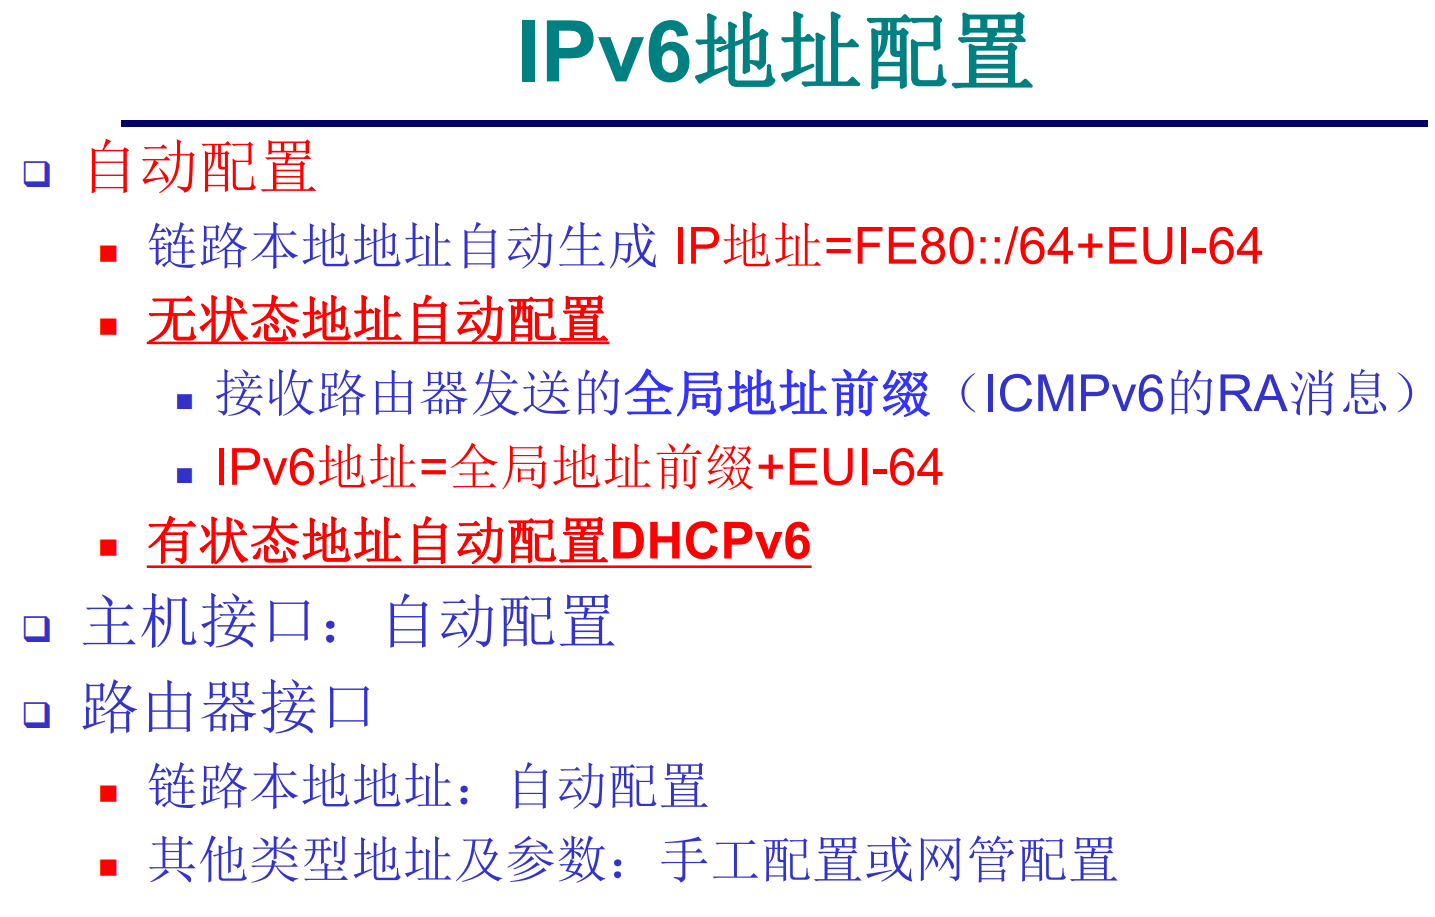 IPv6地址配置
自动配置
链路本地地址自动生成 IP地址=FE80::/64+EUI-64
无状态地址自动配置
接收路由器发送的全局地址前缀（ICMPv6的RA消息）
IPv6地址=全局地址前缀+EUI-64
有状态地址自动配置DHCPv6
主机接口：自动配置
路由器接口
链路本地地址：自动配置
其他类型地址及参数：手工配置或网管配置